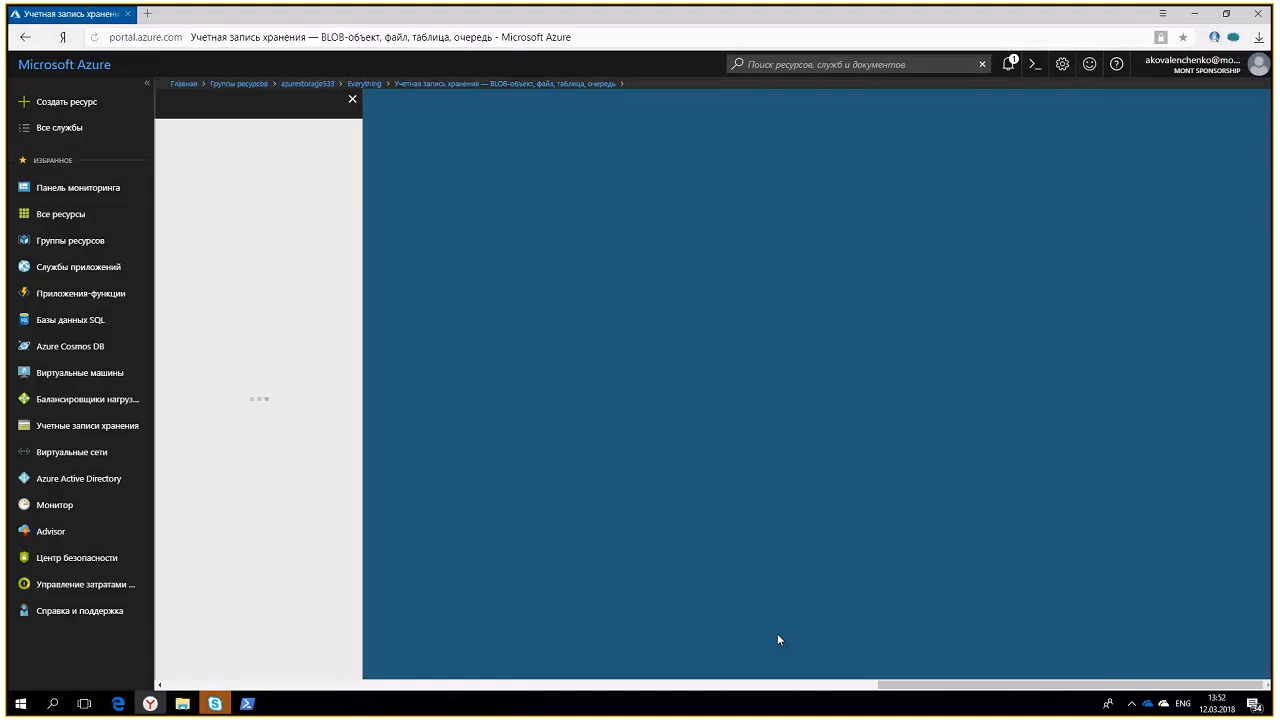 Учетная запись хранени
portal.azure.com Учетная запись хранения — BLOB-объект, файл, таблица, очередь - Microsoft Azure
Microsoft Azure
Поиск ресурсов, служб и документов
1
akovalenchenko@mo...
MONT SPONSORSHIP
Главная
Группы ресурсов
azurestorage533
Everything
Учетная запись хранения — BLOB-объект, файл, таблица, очередь
Создать ресурс
Все службы
ИЗБРАННОЕ
Панель мониторинга
Все ресурсы
Группы ресурсов
Службы приложений
Приложения-функции
Базы данных SQL
Azure Cosmos DB
Виртуальные машины
Балансировщики нагруз...
Учетные записи хранения
Виртуальные сети
Azure Active Directory
Монитор
Advisor
Центр безопасности
Управление затратами ...
Справка и поддержка
ENG
13:52
12.03.2018
34